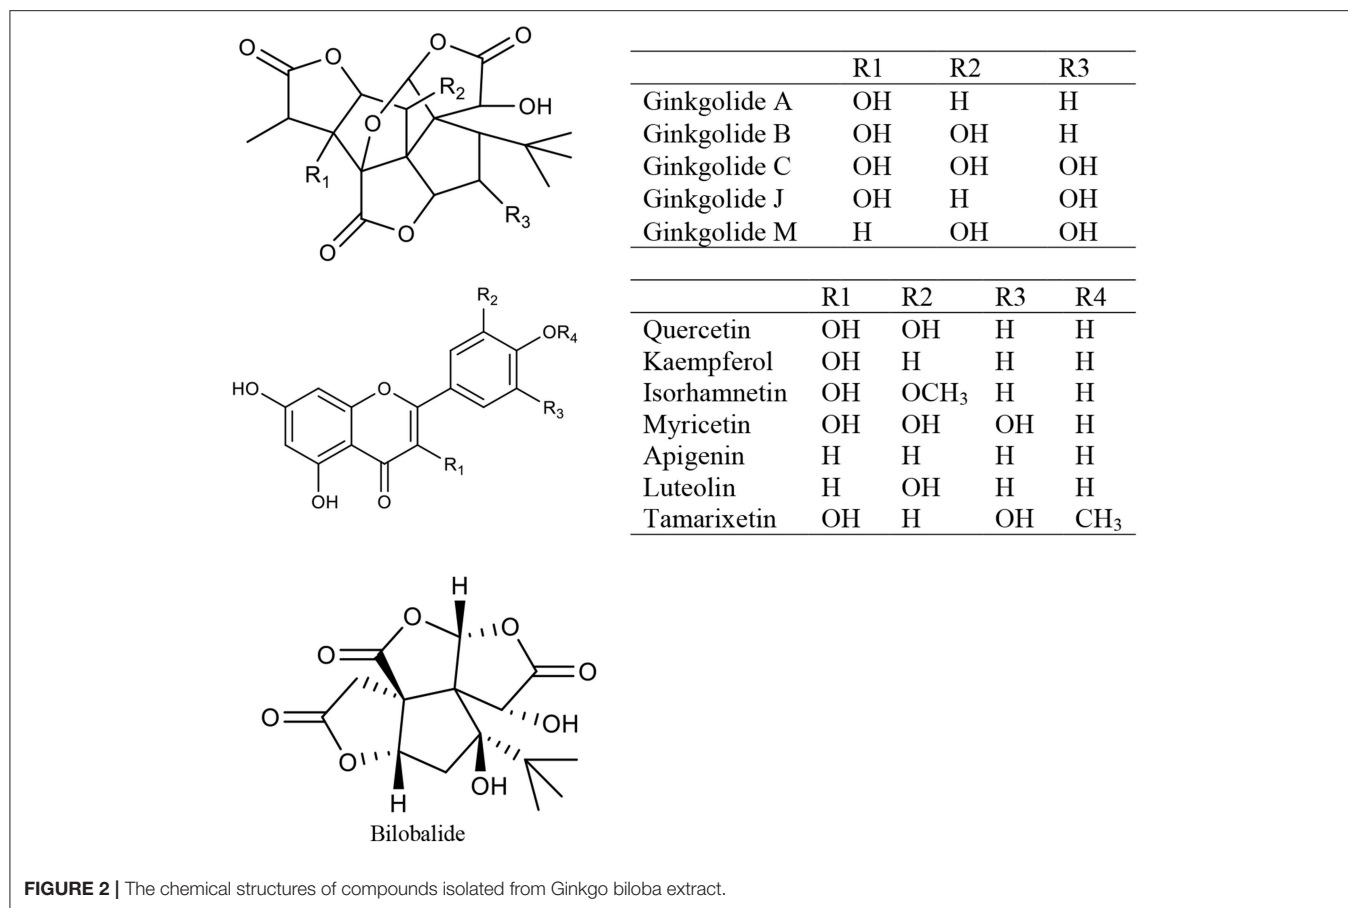 O O O O
R2
OH
O
R1
R3
O
O
R1 R2 R3
Ginkgolide A OH H H
Ginkgolide B OH OH H
Ginkgolide C OH OH OH
Ginkgolide J OH H OH
Ginkgolide M H OH OH
R2
OR4
HO
O
R3
R1
OH O
R1 R2 R3 R4
Quercetin OH OH H H
Kaempferol OH H H H
Isorhamnetin OH OCH3 H H
Myricetin OH OH OH H
Apigenin H H H H
Luteolin H OH H H
Tamarixetin OH H OH CH3
H
O O
O O
O OH
O
OH
H
Bilobalide
FIGURE 2 | The chemical structures of compounds isolated from Ginkgo biloba extract.